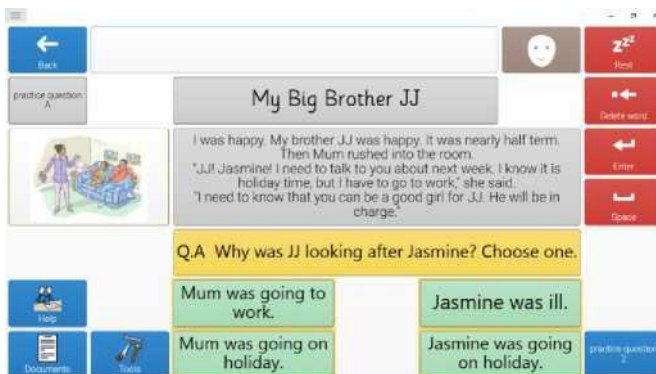 Back
zzz
Rest
practice question
A
My Big Brother JJ
Delete word
I was happy. My brother JJ was happy. It was nearly half term.
Then Mum rushed into the room.
"JJ! Jasmine! I need to talk to you about next week. I know it is
holiday time, but I have to go to work," she said.
"I need to know that you can be a good girl for JJ. He will be in
charge."
Enter
Space
Q.A Why was JJ looking after Jasmine? Choose one.
Help
Mum was going to
work.
Jasmine was ill.
Documents
Tools
Mum was going on
holiday.
Jasmine was going
on holiday.
practice question
2